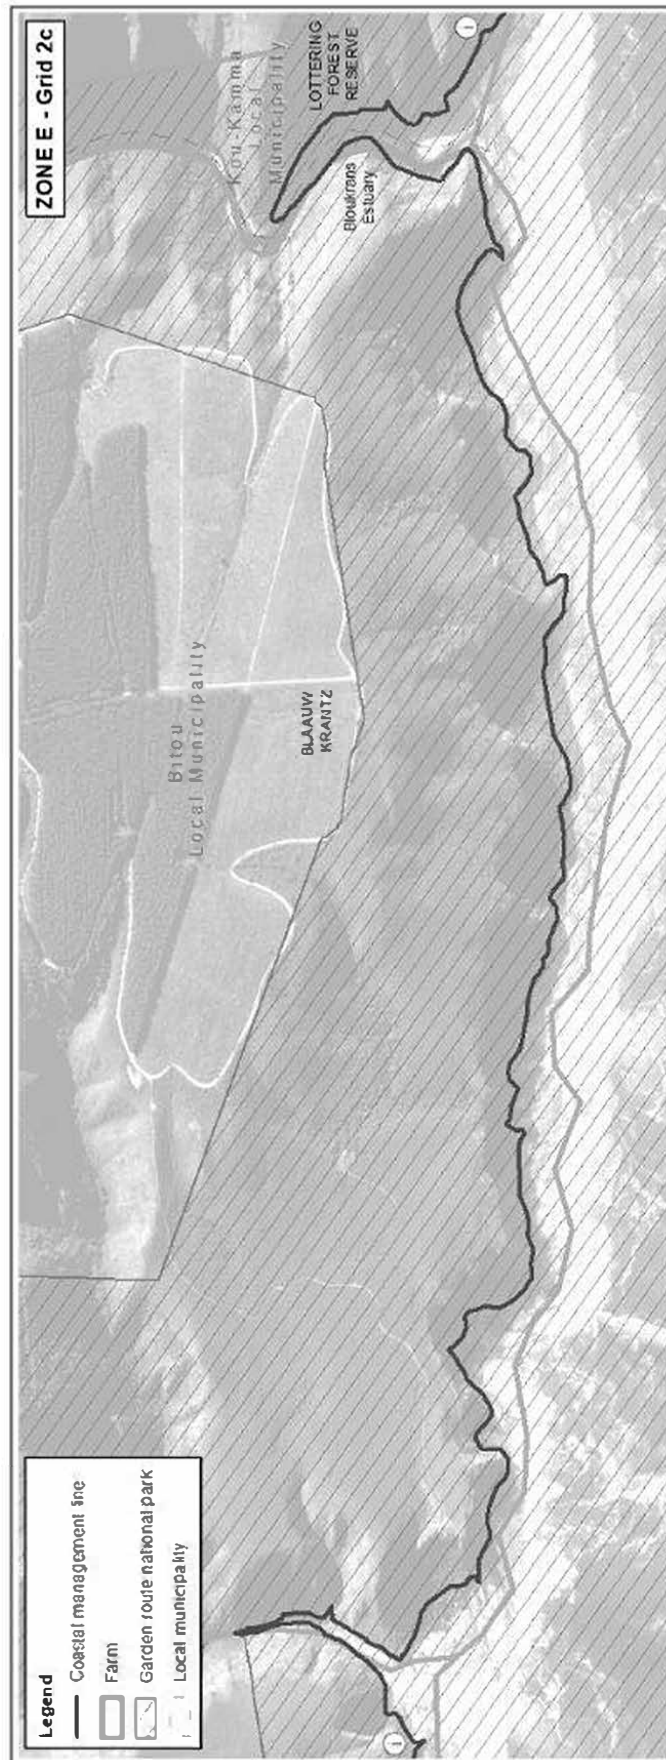 ZONE E - Grid 2c
Kou-Kamma
Local
Municipality
LOTTERING
FOREST
RESERVE
Bloukrans
Estuary
Bitou
Local Municipality
BLAAUW
KRANTZ
Legend
Coastal management line
Farm
Garden route national park
Local municipality
i
i